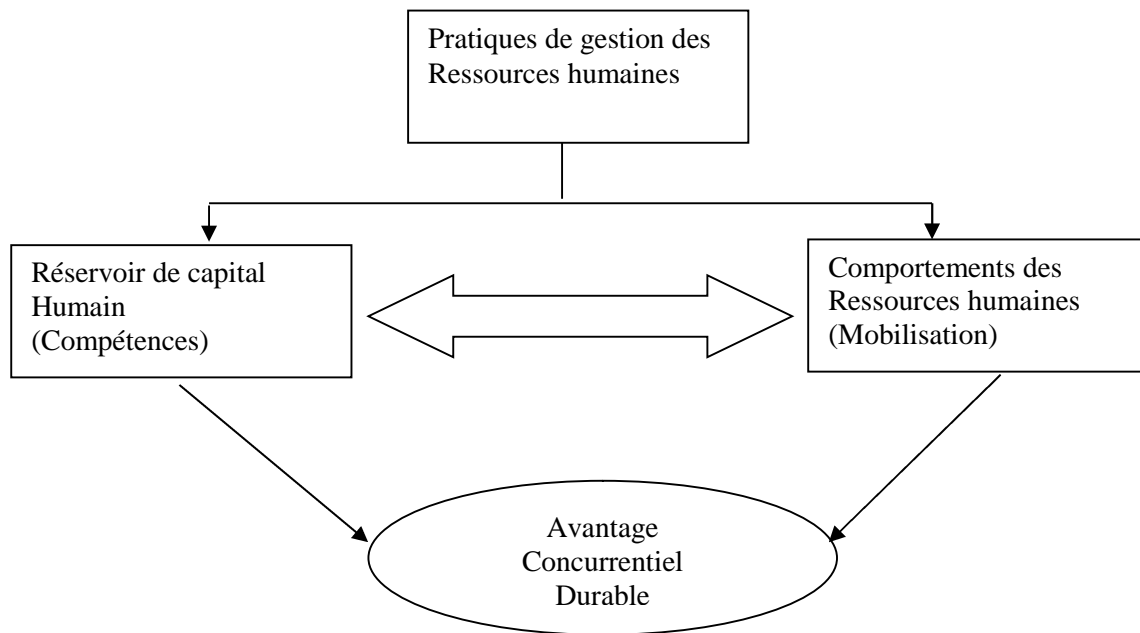 Pratiques de gestion des
Ressources humaines
Réservoir de capital
Humain
(Compétences)
Comportements des
Ressources humaines
(Mobilisation)
Avantage
Concurrentiel
Durable